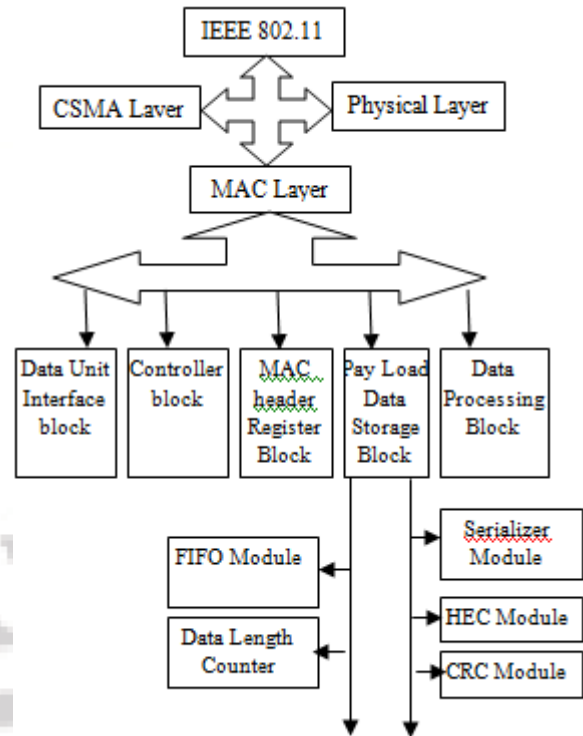 IEEE 802.11
CSMA Laver
Physical Layer
MAC Layer
Data Unit
Interface
block
Controller
block
MAC
header
Register
Block
Pay Load
Data
Storage
Block
Data
Processing
Block
FIFO Module
Data Length
Counter
Serializer
Module
HEC Module
CRC Module